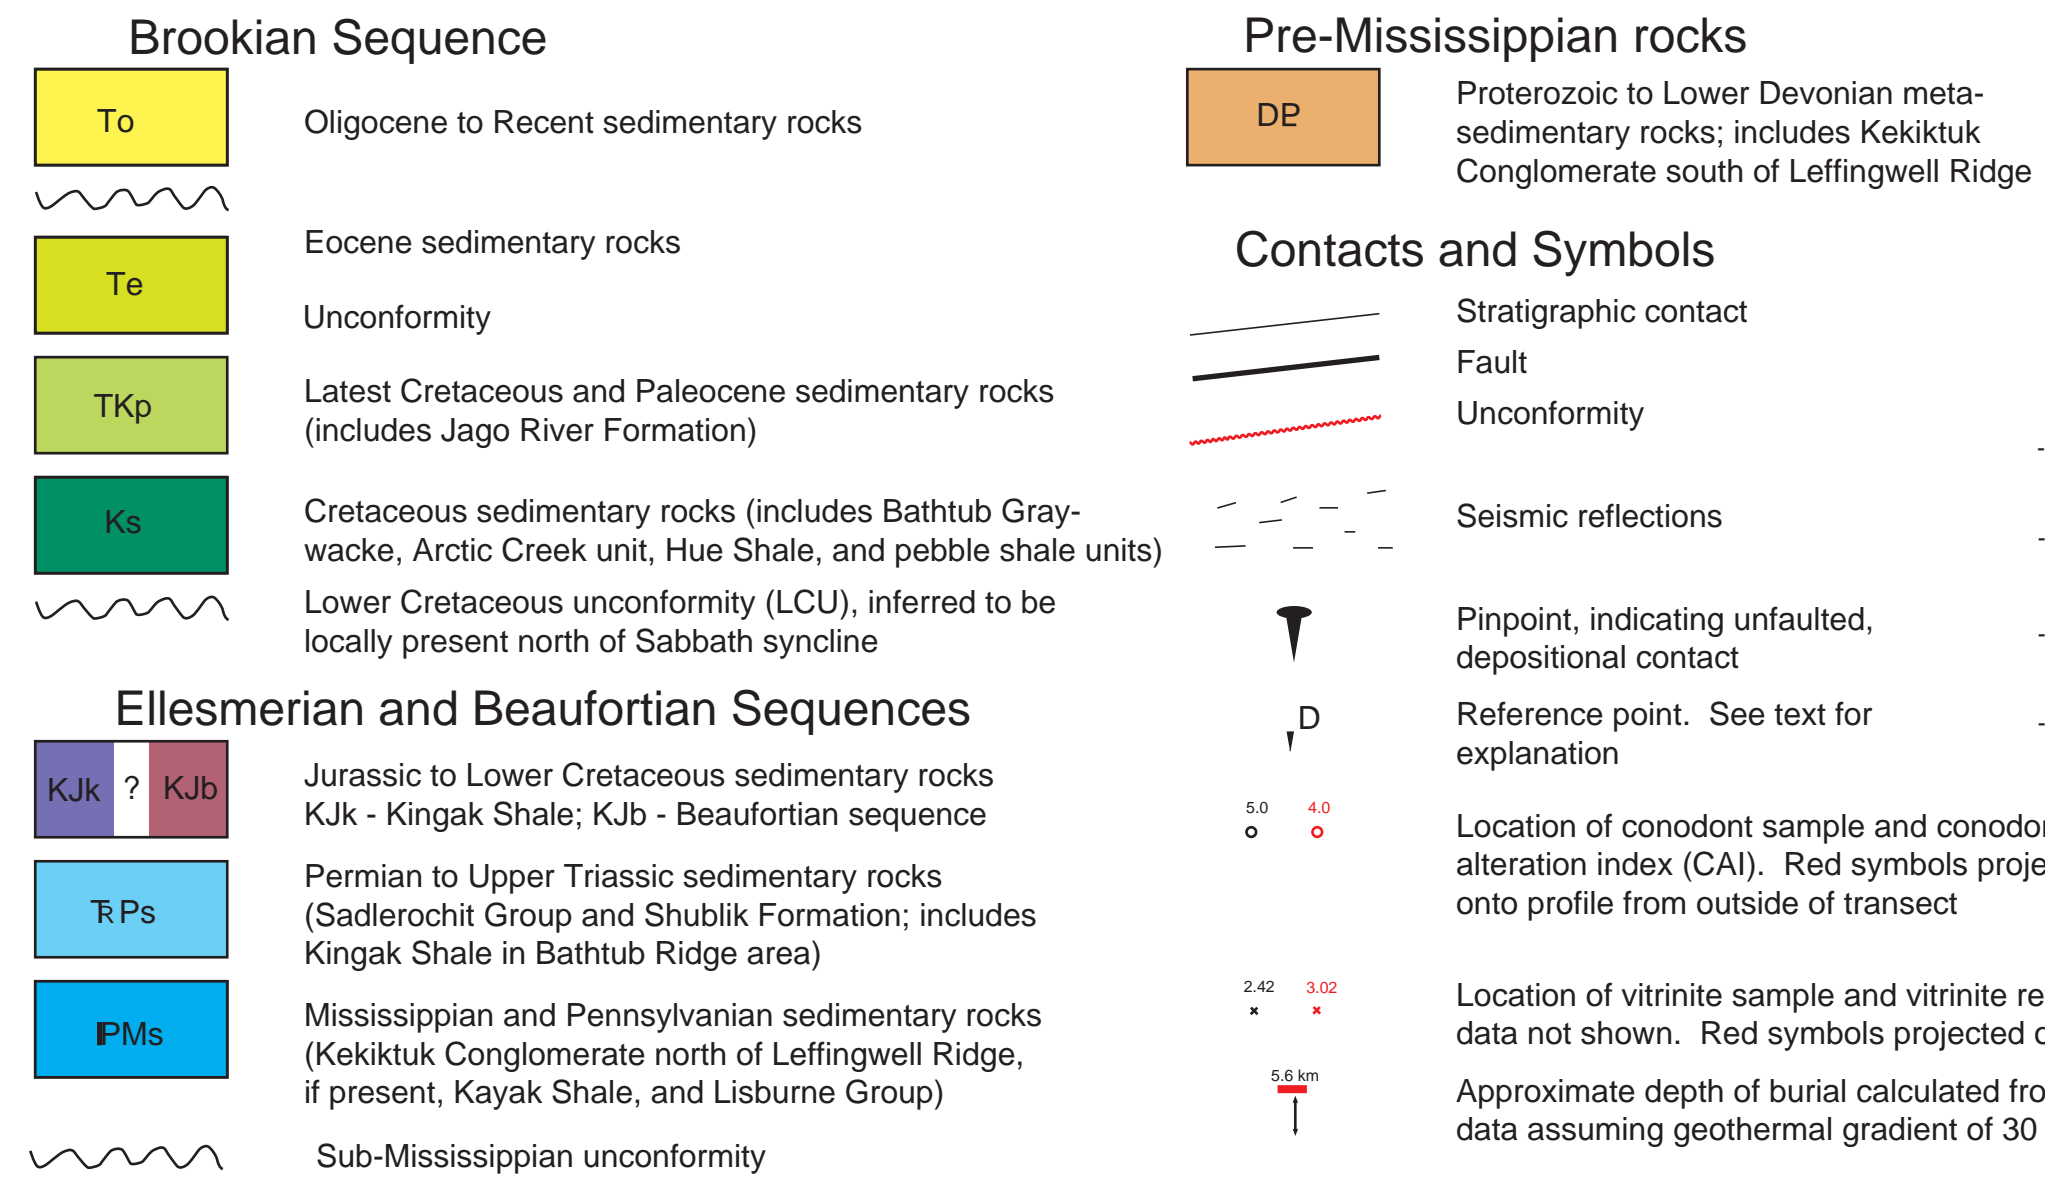 Brookian Sequence
To
Oligocene to Recent sedimentary rocks
Te
Eocene sedimentary rocks
Unconformity
TKp
Latest Cretaceous and Paleocene sedimentary rocks
(includes Jago River Formation)
Ks
Cretaceous sedimentary rocks (includes Bathtub Gray-
wacke, Arctic Creek unit, Hue Shale, and pebble shale units)
Lower Cretaceous unconformity (LCU), inferred to be
locally present north of Sabbath syncline
Ellesmerian and Beaufortian Sequences
KJk ? KJb
Jurassic to Lower Cretaceous sedimentary rocks
KJk - Kingak Shale; KJb - Beaufortian sequence
TRPs
Permian to Upper Triassic sedimentary rocks
(Sadlerochit Group and Shublik Formation; includes
Kingak Shale in Bathtub Ridge area)
IPMs
Mississippian and Pennsylvanian sedimentary rocks
(Kekiktuk Conglomerate north of Leffingwell Ridge,
if present, Kayak Shale, and Lisburne Group)
Sub-Mississippian unconformity
Pre-Mississippian rocks
DP
Proterozoic to Lower Devonian meta-
sedimentary rocks; includes Kekiktuk
Conglomerate south of Leffingwell Ridge
Contacts and Symbols
Stratigraphic contact
Fault
Unconformity
Seismic reflections
Pinpoint, indicating unfaulted,
depositional contact
D
Reference point. See text for
explanation
5.0 4.0
Location of conodont sample and
alteration index (CAI). Red symbols
onto profile from outside of transect
2.42 3.02
Location of vitrinite sample and vitrinite
data not shown. Red symbols projected
5.6 km
Approximate depth of burial calculated
data assuming geothermal gradient of 30